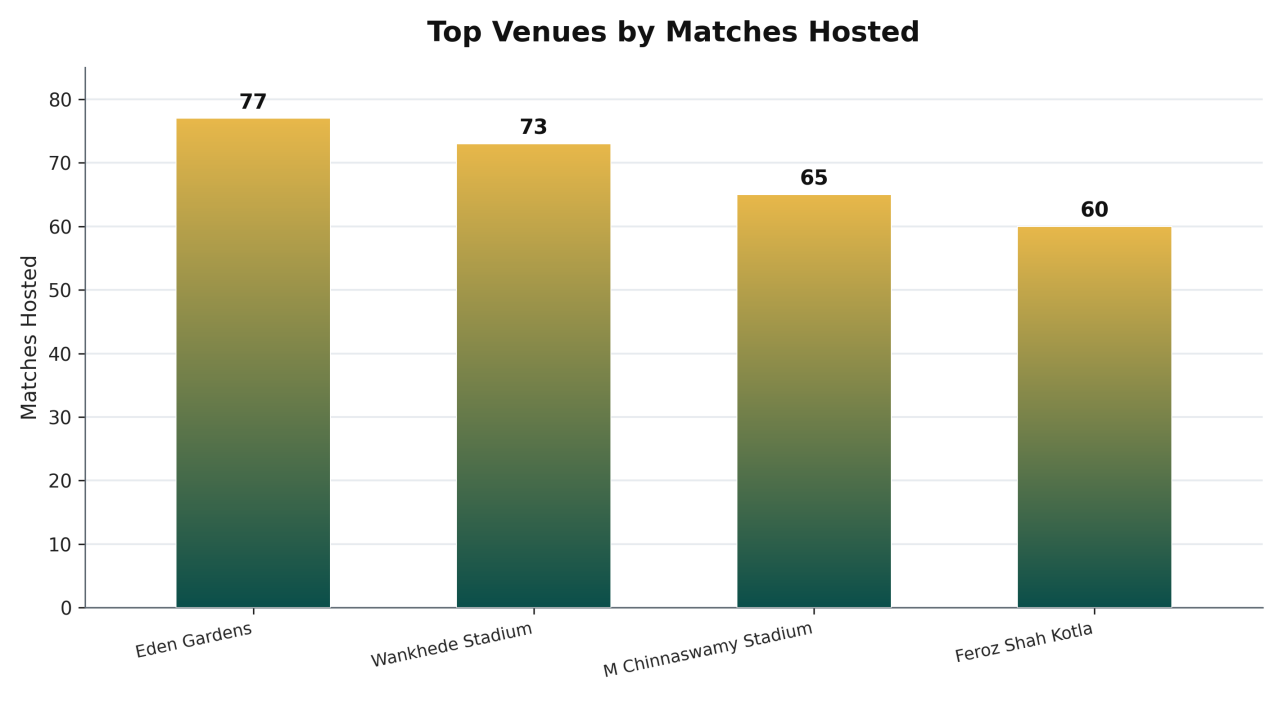 Top Venues by Matches Hosted
Matches Hosted
80
70
60
50
40
30
20
10
0
77
73
65
60
Eden Gardens
Wankhede Stadium
M Chinnaswamy Stadium
Feroz Shah Kotla